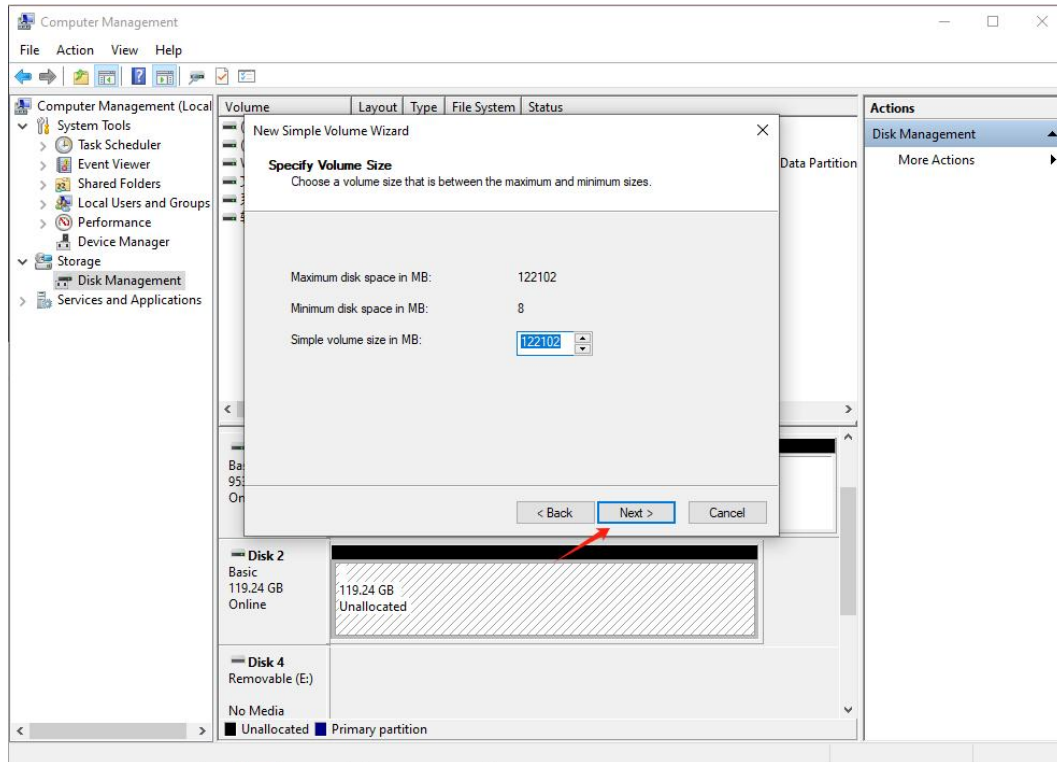 Computer Management
File Action View Help
Computer Management (Local
System Tools
Task Scheduler
Event Viewer
Shared Folders
Local Users and Groups
Performance
Device Manager
Storage
Disk Management
Services and Applications
Volume Layout Type File System Status
Data Partition
New Simple Volume Wizard
Specify Volume Size
Choose a volume size that is between the maximum and minimum sizes.
Maximum disk space in MB: 122102
Minimum disk space in MB: 8
Simple volume size in MB: 122102
< Back Next > Cancel
Disk 2
Basic
119.24 GB
Online
119.24 GB
Unallocated
Disk 4
Removable (E:)
No Media
Unallocated Primary partition
Actions
Disk Management
More Actions